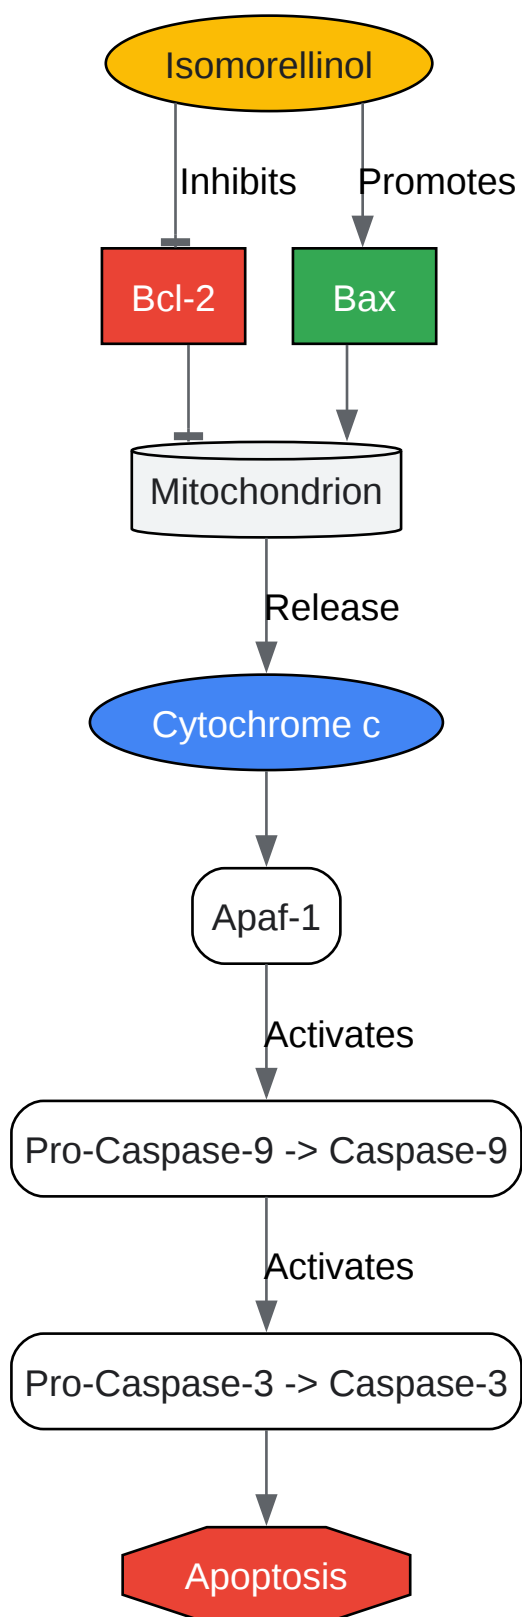 Isomorellinol
Inhibits
Promotes
Bcl-2
Bax
Mitochondrion
Release
Cytochrome c
Apaf-1
Activates
Pro-Caspase-9 -> Caspase-9
Activates
Pro-Caspase-3 -> Caspase-3
Apoptosis